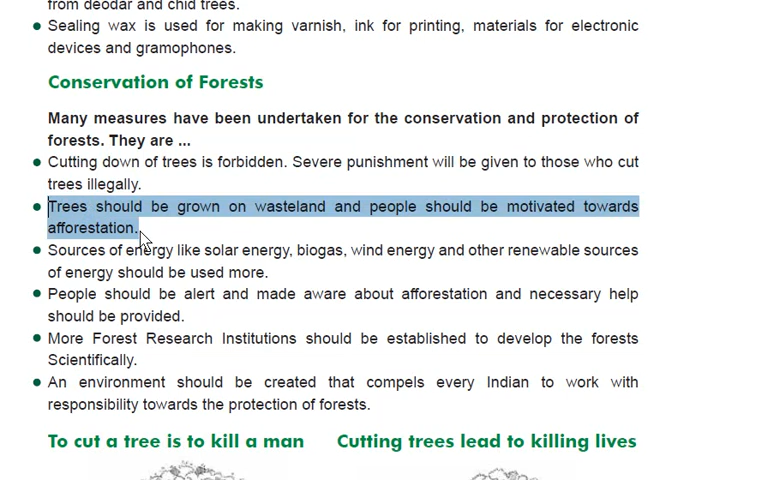 from deodar and chid trees.
● Sealing wax is used for making varnish, ink for printing, materials for electronic
devices and gramophones.
Conservation of Forests
Many measures have been undertaken for the conservation and protection of
forests. They are ...
● Cutting down of trees is forbidden. Severe punishment will be given to those who cut
trees illegally.
● Trees should be grown on wasteland and people should be motivated towards
afforestation.
● Sources of energy like solar energy, biogas, wind energy and other renewable sources
of energy should be used more.
● People should be alert and made aware about afforestation and necessary help
should be provided.
● More Forest Research Institutions should be established to develop the forests
Scientifically.
● An environment should be created that compels every Indian to work with
responsibility towards the protection of forests.
To cut a tree is to kill a man Cutting trees lead to killing lives